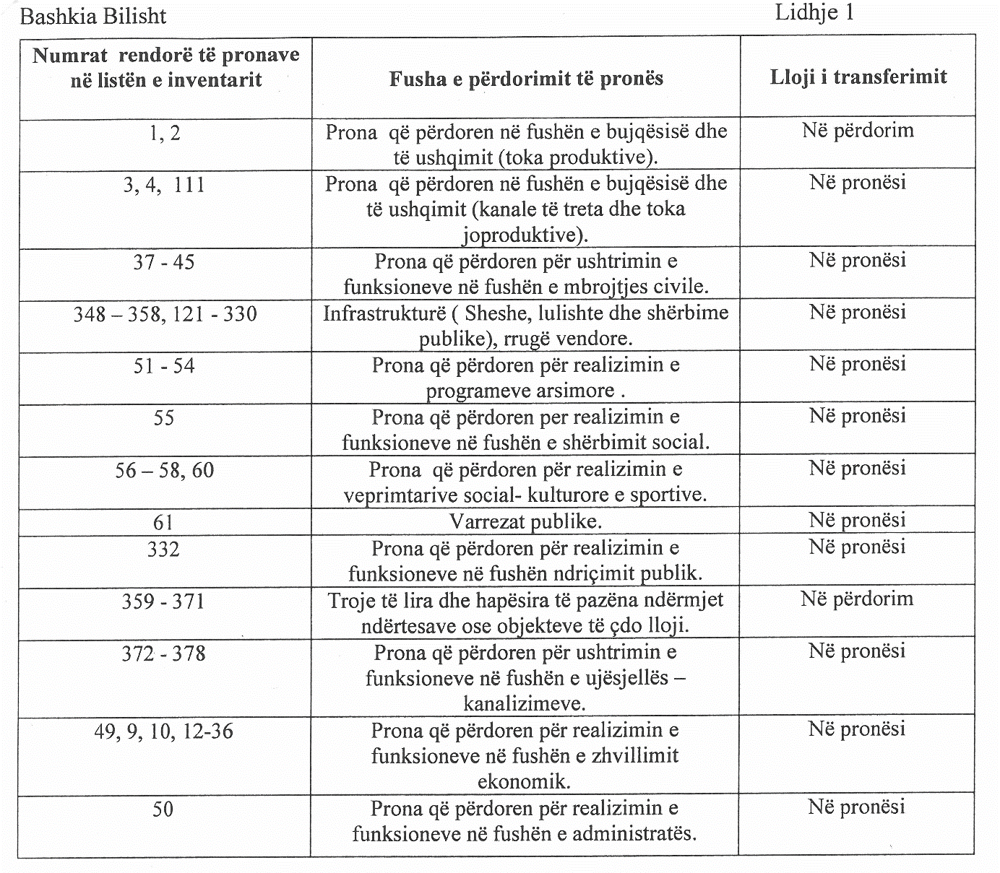 Bashkia Bilisht
Lidhje 1
Numrat rendorë të pronave
në listën e inventarit
Fusha e përdorimit të pronës
Lloji i transferimit
1, 2
Prona që përdoren në fushën e bujqësisë dhe
të ushqimit (toka produktive).
Në përdorim
3, 4, 111
Prona që përdoren në fushën e bujqësisë dhe
të ushqimit (kanale të treta dhe toka
joproduktive).
Në pronësi
37 - 45
Prona që përdoren për ushtrimin e
funksioneve në fushën e mbrojtjes civile.
Në pronësi
348 – 358, 121 - 330
Infrastrukturë ( Sheshe, lulishte dhe shërbime
publike), rrugë vendore.
Në pronësi
51 - 54
Prona që përdoren për realizimin e
programeve arsimore .
Në pronësi
55
Prona që përdoren per realizimin e
funksioneve në fushën e shërbimit social.
Në pronësi
56 – 58, 60
Prona që përdoren për realizimin e
veprimtarive social- kulturore e sportive.
Në pronësi
61
Varrezat publike.
Në pronësi
332
Prona që përdoren për realizimin e
funksioneve në fushën ndriçimit publik.
Në pronësi
359 - 371
Troje të lira dhe hapësira të pazëna ndërmjet
ndërtesave ose objekteve të çdo lloji.
Në përdorim
372 - 378
Prona që përdoren për ushtrimin e
funksioneve në fushën e ujësjellës –
kanalizimeve.
Në pronësi
49, 9, 10, 12-36
Prona që përdoren për realizimin e
funksioneve në fushën e zhvillimit
ekonomik.
Në pronësi
50
Prona që përdoren për realizimin e
funksioneve në fushën e administratës.
Në pronësi